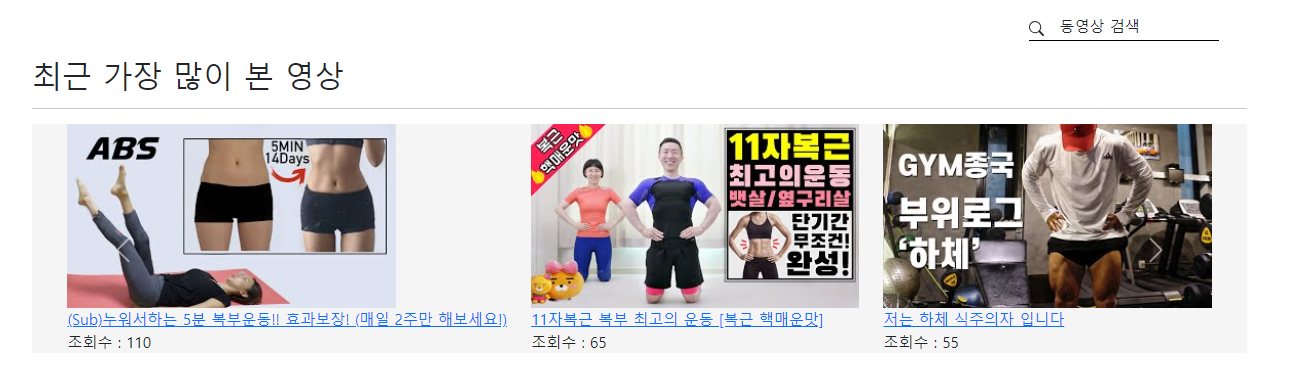 동영상 검색
최근 가장 많이 본 영상
ABS
5MIN
14Days
복근
핵매운맛
11자복근
최고의운동
뱃살/옆구리살
단기간
무조건!
완성!
GYM종국
부위로그
'하체'
(Sub)누워서하는 5분 복부운동!! 효과보장! (매일 2주만 해보세요!)
조회수 : 110
11자복근 복부 최고의 운동 [복근 핵매운맛]
조회수 : 65
저는 하체 식주의자 입니다
조회수 : 55